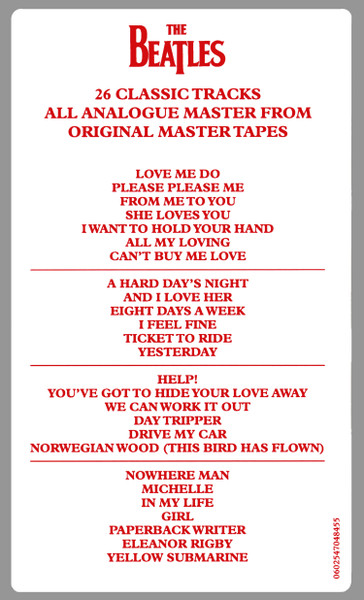 THE
BEATLES
26 CLASSIC TRACKS
ALL ANALOGUE MASTER FROM
ORIGINAL MASTER TAPES
LOVE ME DO
PLEASE PLEASE ME
FROM ME TO YOU
SHE LOVES YOU
I WANT TO HOLD YOUR HAND
ALL MY LOVING
CAN'T BUY ME LOVE
A HARD DAY'S NIGHT
AND I LOVE HER
EIGHT DAYS A WEEK
I FEEL FINE
TICKET TO RIDE
YESTERDAY
HELP!
YOU'VE GOT TO HIDE YOUR LOVE AWAY
WE CAN WORK IT OUT
DAY TRIPPER
DRIVE MY CAR
NORWEGIAN WOOD (THIS BIRD HAS FLOWN)
NOWHERE MAN
MICHELLE
IN MY LIFE
GIRL
PAPERBACK WRITER
ELEANOR RIGBY
YELLOW SUBMARINE
0602547048455